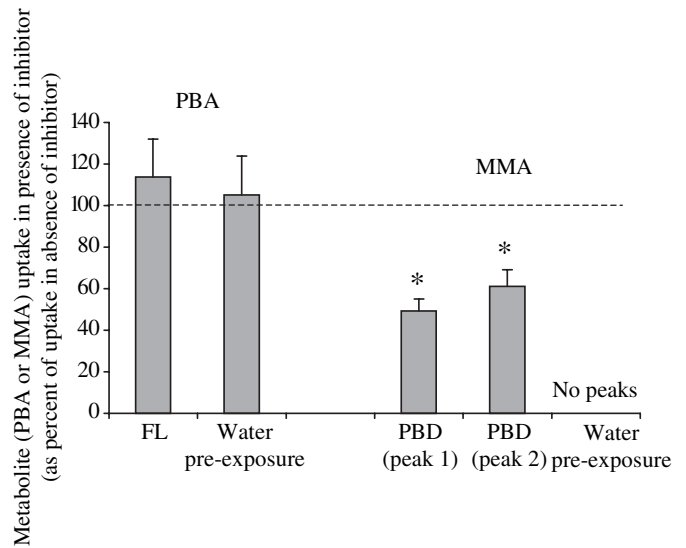 Metabolite (PBA or MMA) uptake in presence of inhibitor
(as percent of uptake in absence of inhibitor)
PBA
MMA
140
120
100
80
60
40
20
0
*
*
No peaks
FL
Water
pre-exposure
PBD
(peak 1)
PBD
(peak 2)
Water
pre-exposure